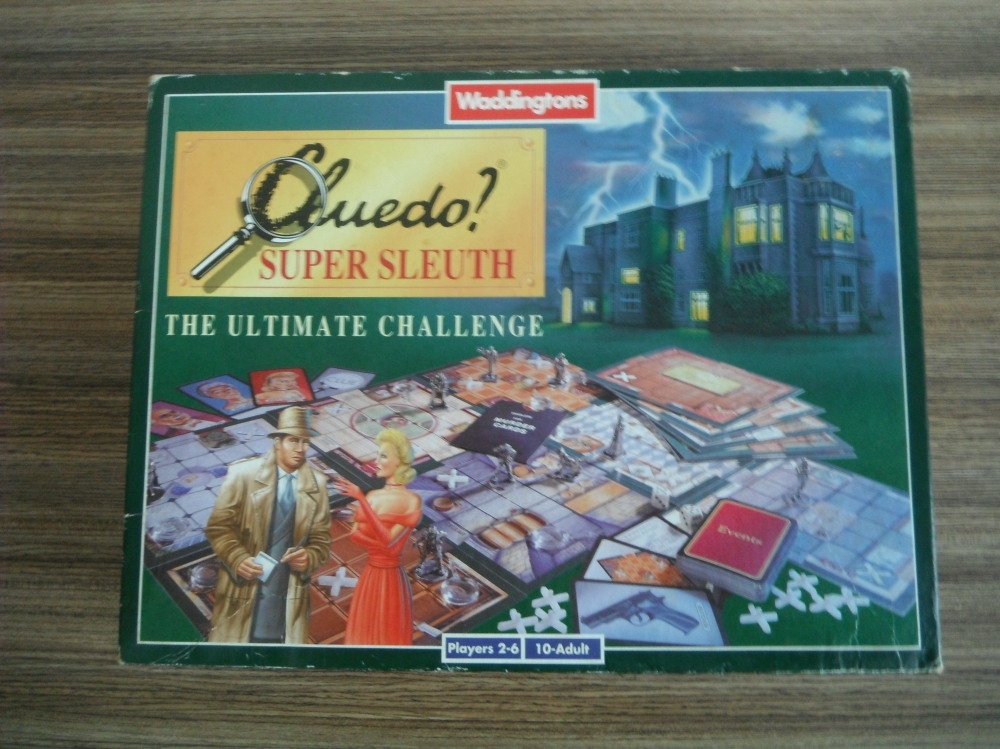 Waddingtons
Cluedo?®
SUPER SLEUTH
THE ULTIMATE CHALLENGE
MURDER
CARDS
Events
Players 2-6
10-Adult